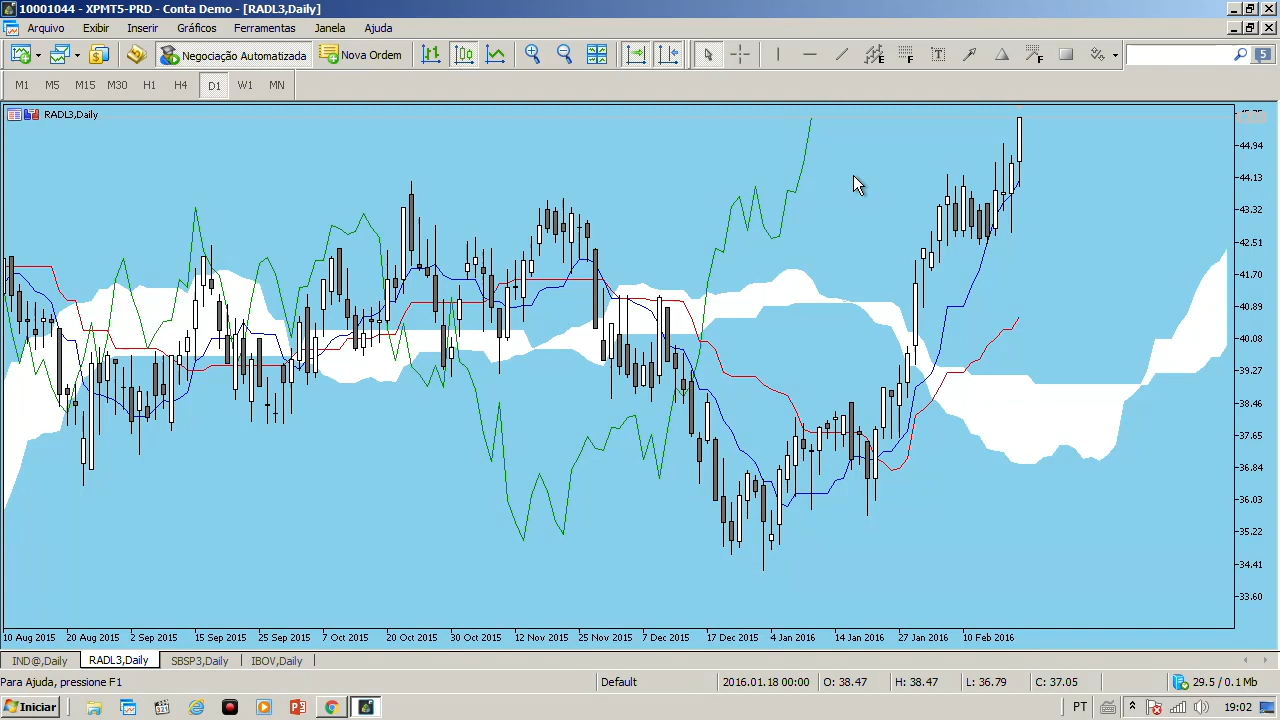 10001044 - XPMT5-PRD - Conta Demo - [RADL3,Daily]
Arquivo Exibir Inserir Gráficos Ferramentas Janela Ajuda
Negociação Automatizada Nova Ordem 5
M1 M5 M15 M30 H1 H4 D1 W1 MN
RADL3,Daily
44.94
44.13
43.32
42.51
41.70
40.89
40.08
39.27
38.46
37.65
36.84
36.03
35.22
34.41
33.60
10 Aug 2015 20 Aug 2015 2 Sep 2015 15 Sep 2015 25 Sep 2015 7 Oct 2015 20 Oct 2015 30 Oct 2015 12 Nov 2015 25 Nov 2015 7 Dec 2015 17 Dec 2015 4 Jan 2016 14 Jan 2016 27 Jan 2016 10 Feb 2016
IND@,Daily RADL3,Daily SBSP3,Daily IBOV,Daily
Para Ajuda, pressione F1 Default 2016.01.18 00:00 O: 38.47 H: 38.47 L: 36.79 C: 37.05 29.5 / 0.1 Mb
Iniciar 321 PT 19:02